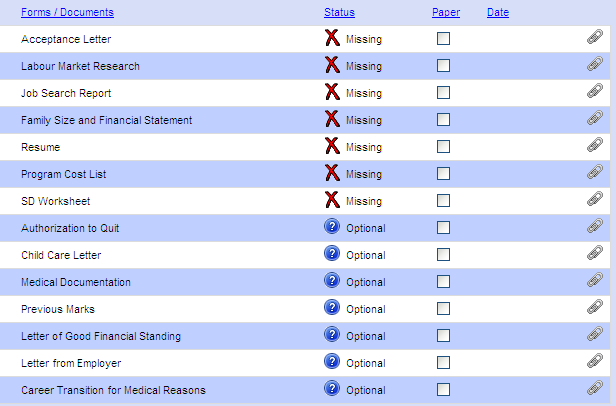 Forms / Documents Status Paper Date
Acceptance Letter Missing
Labour Market Research Missing
Job Search Report Missing
Family Size and Financial Statement Missing
Resume Missing
Program Cost List Missing
SD Worksheet Missing
Authorization to Quit Optional
Child Care Letter Optional
Medical Documentation Optional
Previous Marks Optional
Letter of Good Financial Standing Optional
Letter from Employer Optional
Career Transition for Medical Reasons Optional